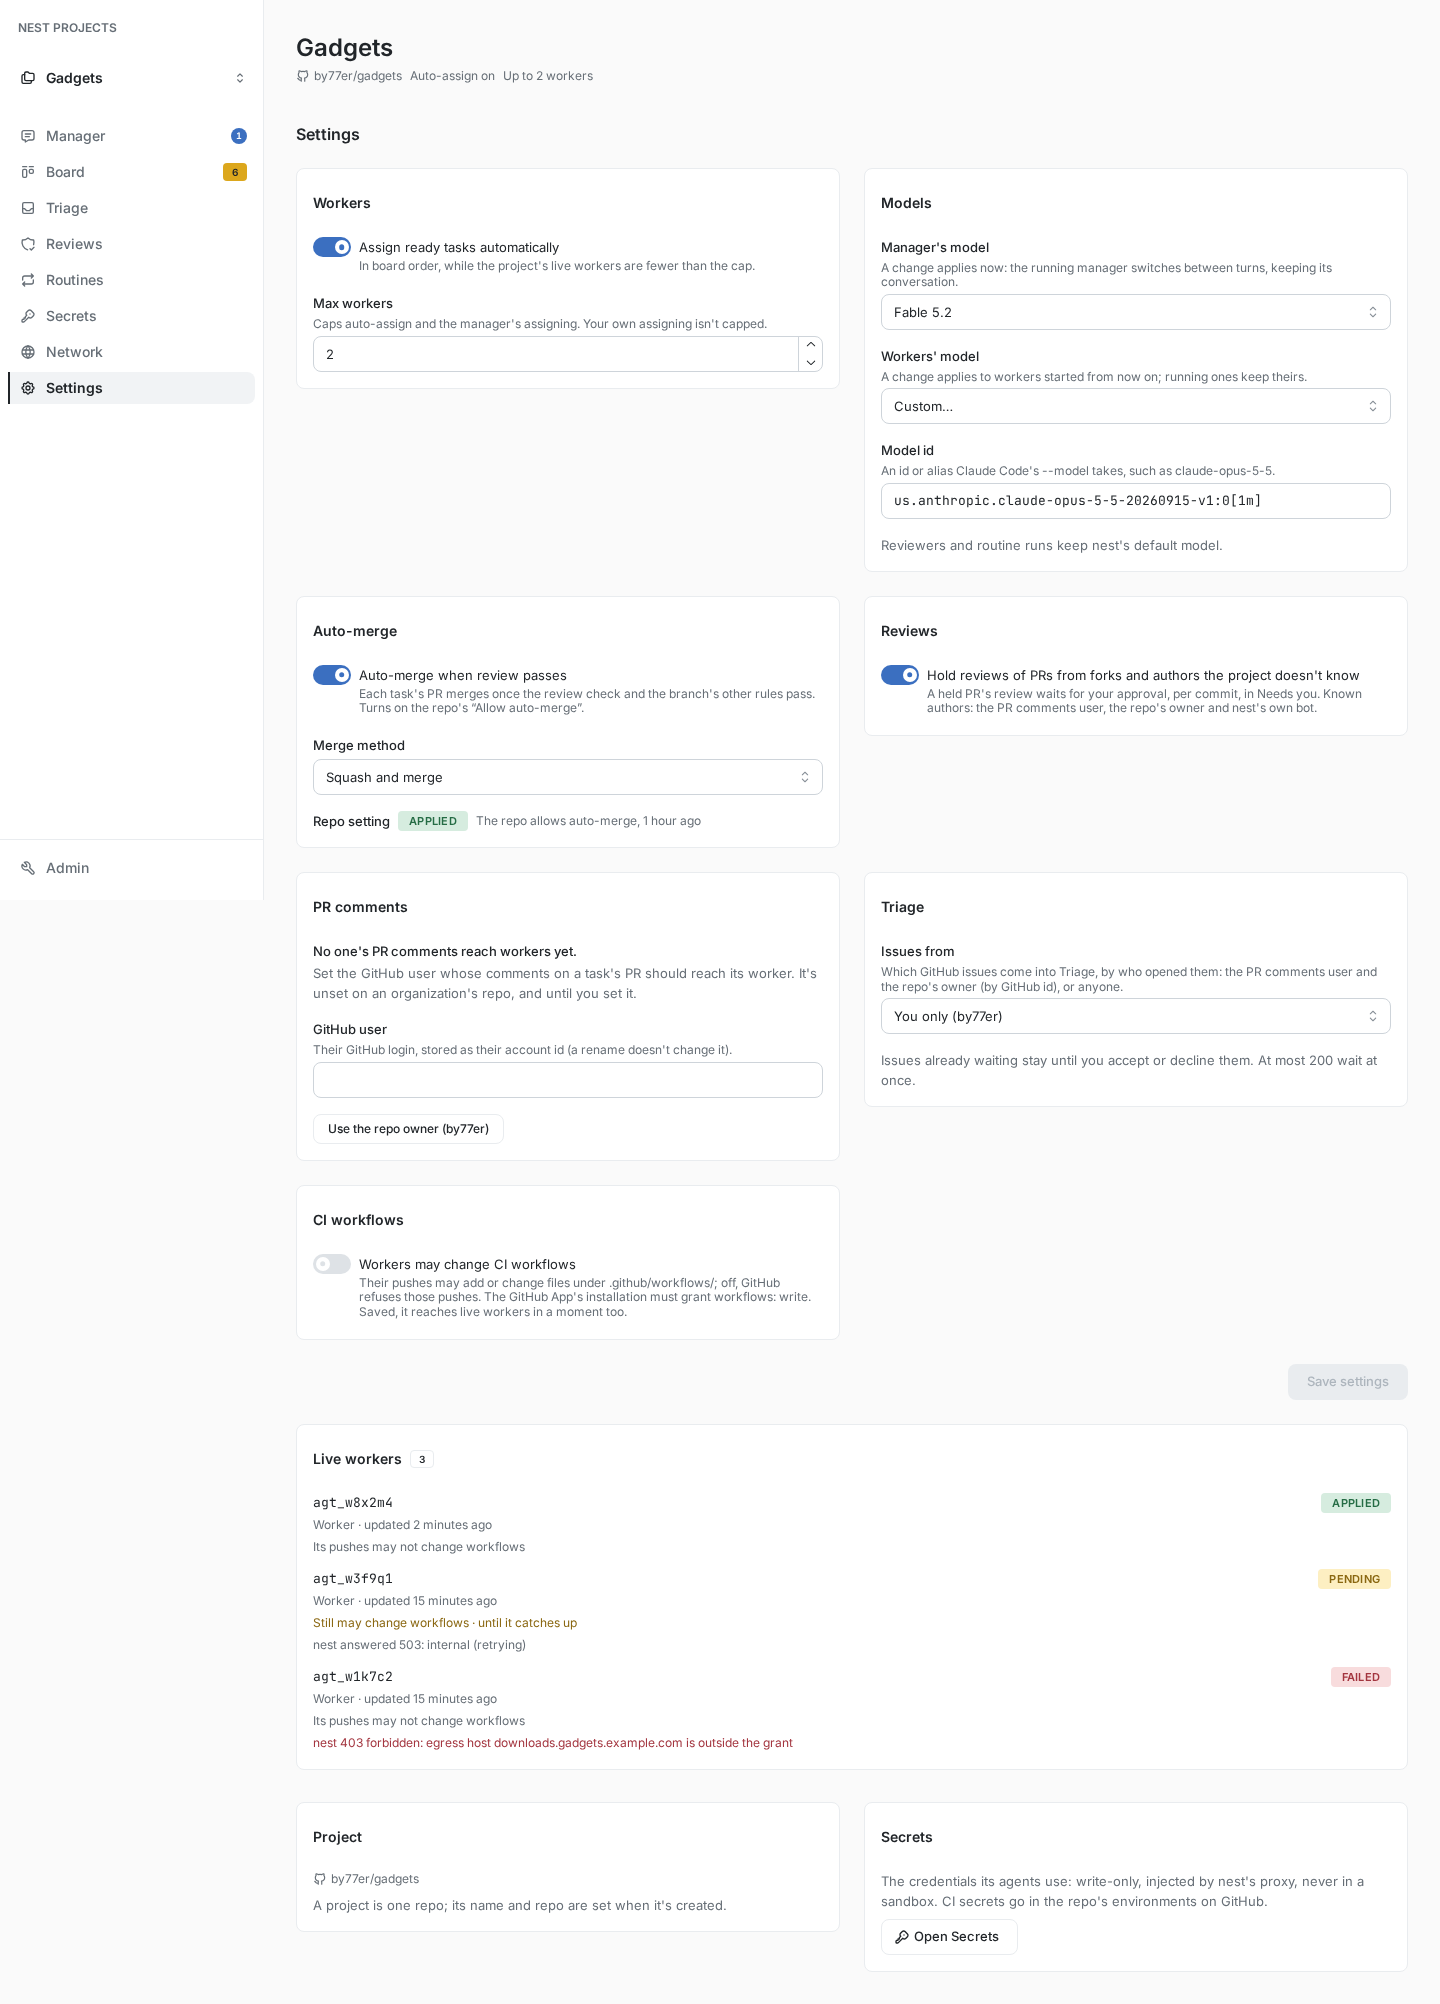 NEST PROJECTS
Gadgets
Manager 1
Board 6
Triage
Reviews
Routines
Secrets
Network
Settings
Admin
Gadgets
by77er/gadgets Auto-assign on Up to 2 workers
Settings
Workers
Assign ready tasks automatically
In board order, while the project's live workers are fewer than the cap.
Max workers
Caps auto-assign and the manager's assigning. Your own assigning isn't capped.
2
Models
Manager's model
A change applies now: the running manager switches between turns, keeping its
conversation.
Fable 5.2
Workers' model
A change applies to workers started from now on; running ones keep theirs.
Custom...
Model id
An id or alias Claude Code's --model takes, such as claude-opus-5-5.
us.anthropic.claude-opus-5-5-20260915-v1:0[1m]
Reviewers and routine runs keep nest's default model.
Auto-merge
Auto-merge when review passes
Each task's PR merges once the review check and the branch's other rules pass.
Turns on the repo's “Allow auto-merge”.
Merge method
Squash and merge
Repo setting APPLIED The repo allows auto-merge, 1 hour ago
Reviews
Hold reviews of PRs from forks and authors the project doesn't know
A held PR's review waits for your approval, per commit, in Needs you. Known
authors: the PR comments user, the repo's owner and nest's own bot.
PR comments
No one's PR comments reach workers yet.
Set the GitHub user whose comments on a task's PR should reach its worker. It's
unset on an organization's repo, and until you set it.
GitHub user
Their GitHub login, stored as their account id (a rename doesn't change it).
Use the repo owner (by77er)
Triage
Issues from
Which GitHub issues come into Triage, by who opened them: the PR comments user and
the repo's owner (by GitHub id), or anyone.
You only (by77er)
Issues already waiting stay until you accept or decline them. At most 200 wait at
once.
CI workflows
Workers may change CI workflows
Their pushes may add or change files under .github/workflows/; off, GitHub
refuses those pushes. The GitHub App's installation must grant workflows: write.
Saved, it reaches live workers in a moment too.
Save settings
Live workers 3
agt_w8x2m4 APPLIED
Worker · updated 2 minutes ago
Its pushes may not change workflows
agt_w3f9q1 PENDING
Worker · updated 15 minutes ago
Still may change workflows · until it catches up
nest answered 503: internal (retrying)
agt_w1k7c2 FAILED
Worker · updated 15 minutes ago
Its pushes may not change workflows
nest 403 forbidden: egress host downloads.gadgets.example.com is outside the grant
Project
by77er/gadgets
A project is one repo; its name and repo are set when it's created.
Secrets
The credentials its agents use: write-only, injected by nest's proxy, never in a
sandbox. CI secrets go in the repo's environments on GitHub.
Open Secrets